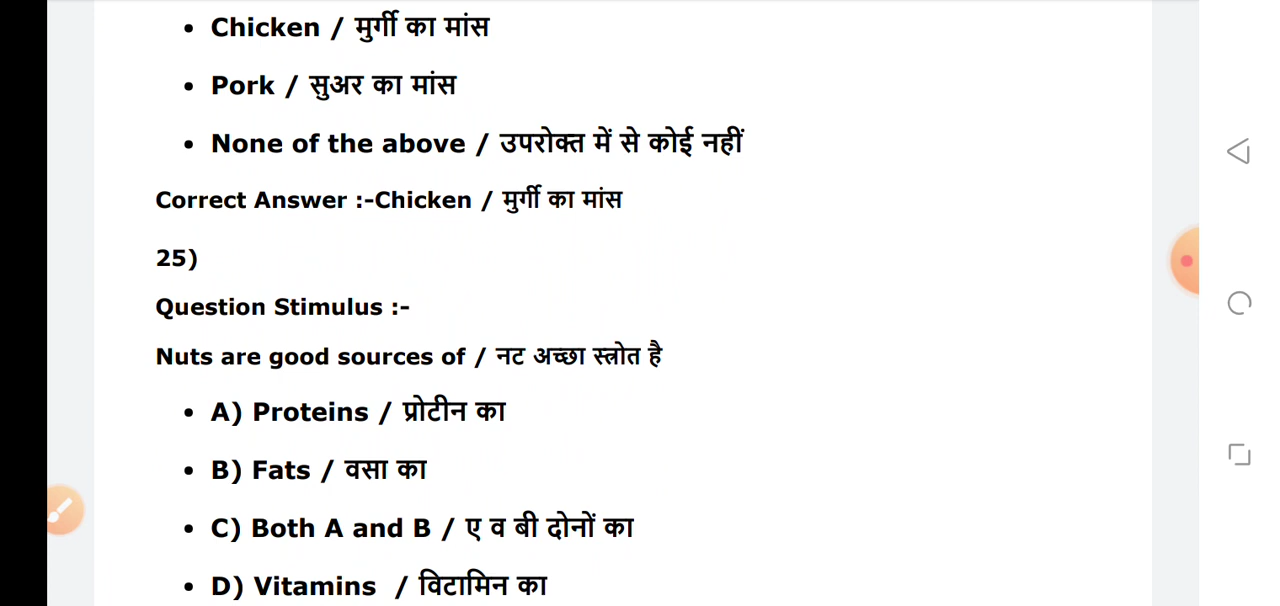 • Chicken / मुर्गी का मांस
• Pork / सुअर का मांस
• None of the above / उपरोक्त में से कोई नहीं
Correct Answer :-Chicken / मुर्गी का मांस
25)
Question Stimulus :-
Nuts are good sources of / नट अच्छा स्त्रोत है
• A) Proteins / प्रोटीन का
• B) Fats / वसा का
• C) Both A and B / ए व बी दोनों का
• D) Vitamins / विटामिन का